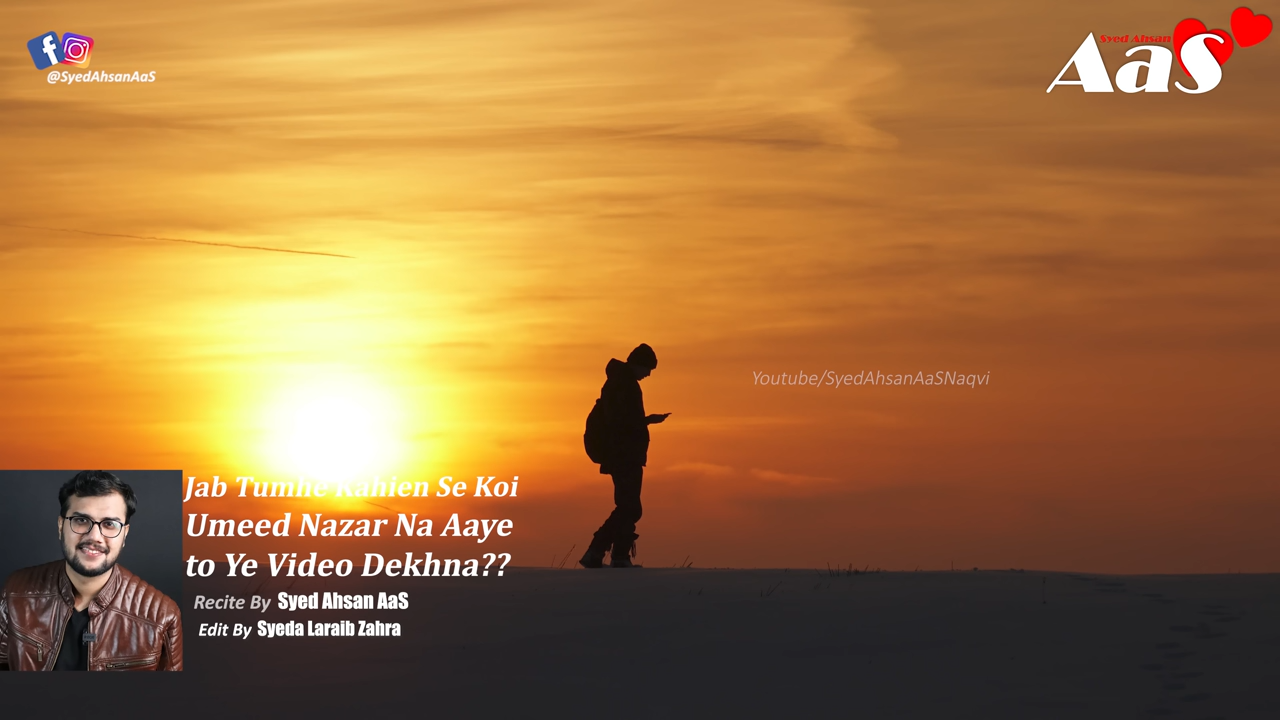 @SyedAhsanAaS
Syed Ahsan
AaS
Youtube/SyedAhsanAaSNaqvi
Jab Tumhe Kahien Se Koi
Umeed Nazar Na Aaye
to Ye Video Dekhna??
Recite By Syed Ahsan AaS
Edit By Syeda Laraib Zahra